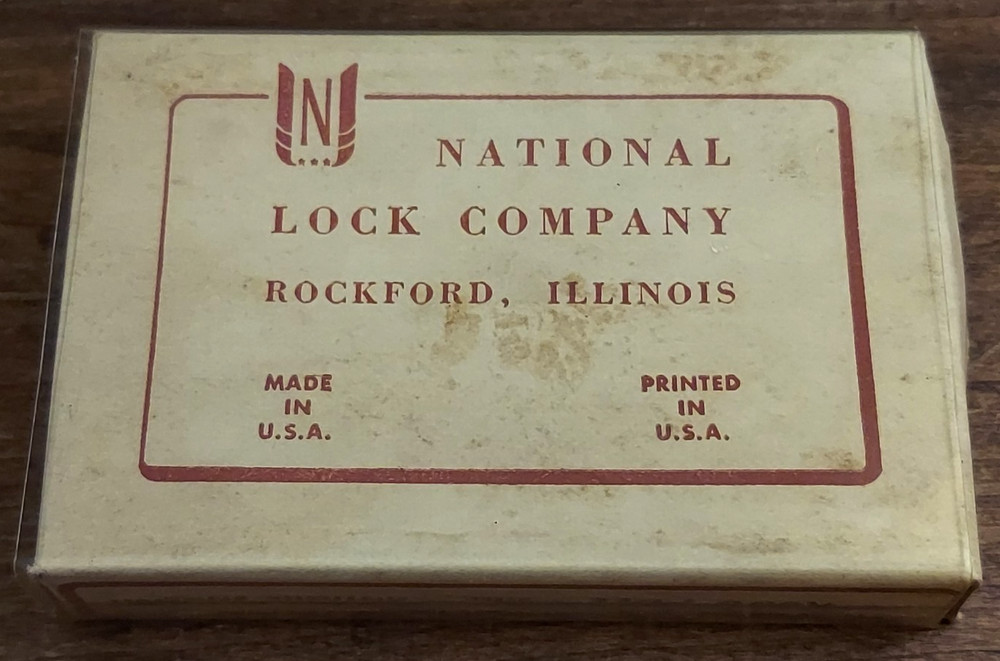 N
NATIONAL
LOCK COMPANY
ROCKFORD, ILLINOIS
MADE
IN
U.S.A.
PRINTED
IN
U.S.A.